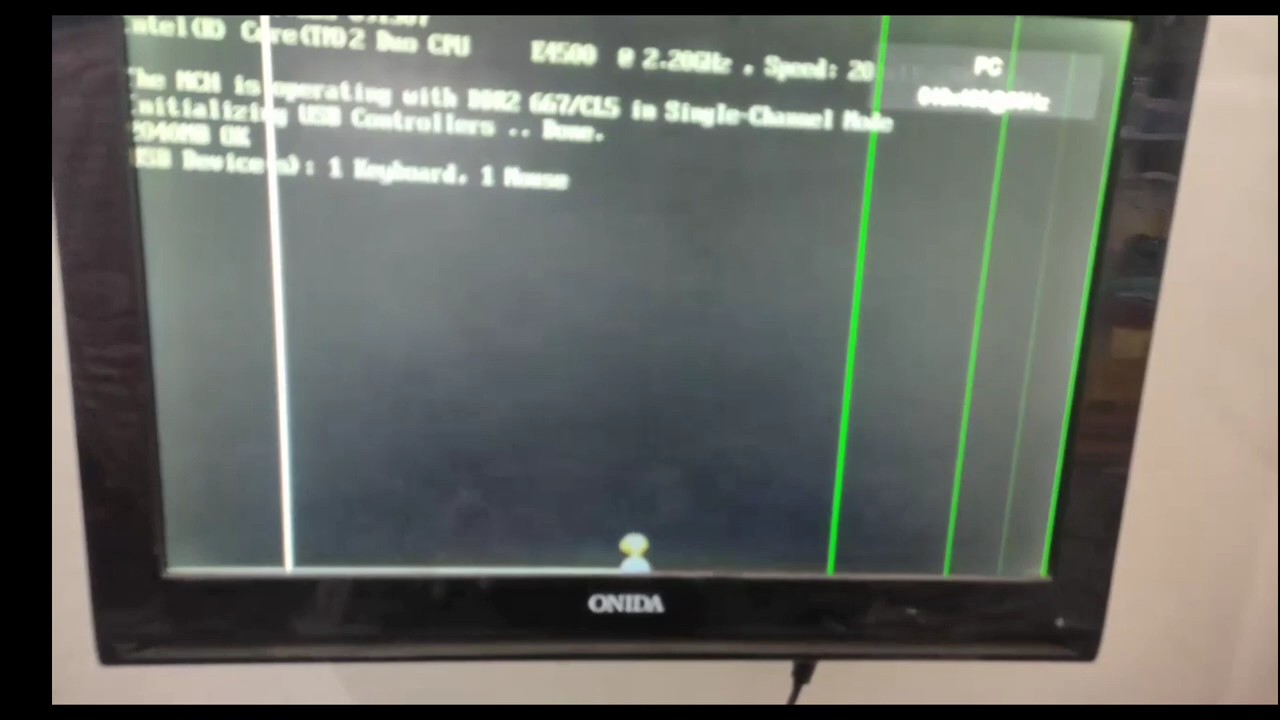 Core(TM)2 Duo CPU E4500 @ 2.20GHz , Speed: 20
PC
The MCH is operating with DDR2 667/CL5 in Single-Channel Mode
Initializing USB Controllers .. Done.
OK
USB Device(s): 1 Keyboard, 1 Mouse
ONIDA